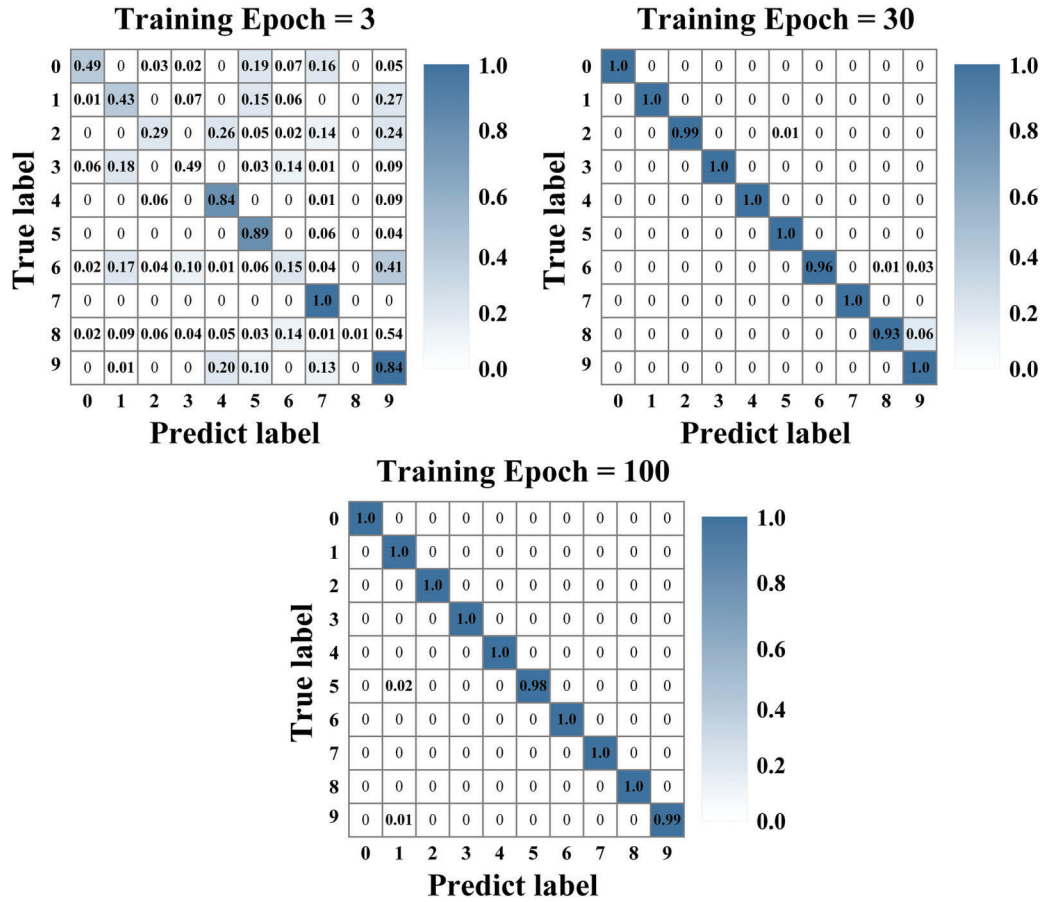 Training Epoch = 3
True label
0 0.49 0 0.03 0.02 0 0.19 0.07 0.16 0 0.05
1 0.01 0.43 0 0.07 0 0.15 0.06 0 0 0.27
2 0 0 0.29 0 0.26 0.05 0.02 0.14 0 0.24
3 0.06 0.18 0 0.49 0 0.03 0.14 0.01 0 0.09
4 0 0 0.06 0 0.84 0 0 0.01 0 0.09
5 0 0 0 0 0 0.89 0 0.06 0 0.04
6 0.02 0.17 0.04 0.10 0.01 0.06 0.15 0.04 0 0.41
7 0 0 0 0 0 0 0 1.0 0 0
8 0.02 0.09 0.06 0.04 0.05 0.03 0.14 0.01 0.01 0.54
9 0 0.01 0 0 0.20 0.10 0 0.13 0 0.84
0 1 2 3 4 5 6 7 8 9
Predict label
1.0
0.8
0.6
0.4
0.2
0.0
Training Epoch = 30
True label
0 1.0 0 0 0 0 0 0 0 0 0
1 0 1.0 0 0 0 0 0 0 0 0
2 0 0 0.99 0 0 0.01 0 0 0 0
3 0 0 0 1.0 0 0 0 0 0 0
4 0 0 0 0 1.0 0 0 0 0 0
5 0 0 0 0 0 1.0 0 0 0 0
6 0 0 0 0 0 0 0.96 0 0.01 0.03
7 0 0 0 0 0 0 0 1.0 0 0
8 0 0 0 0 0 0 0 0 0.93 0.06
9 0 0 0 0 0 0 0 0 0 1.0
0 1 2 3 4 5 6 7 8 9
Predict label
1.0
0.8
0.6
0.4
0.2
0.0
Training Epoch = 100
True label
0 1.0 0 0 0 0 0 0 0 0 0
1 0 1.0 0 0 0 0 0 0 0 0
2 0 0 1.0 0 0 0 0 0 0 0
3 0 0 0 1.0 0 0 0 0 0 0
4 0 0 0 0 1.0 0 0 0 0 0
5 0 0.02 0 0 0 0.98 0 0 0 0
6 0 0 0 0 0 0 1.0 0 0 0
7 0 0 0 0 0 0 0 1.0 0 0
8 0 0 0 0 0 0 0 0 1.0 0
9 0 0.01 0 0 0 0 0 0 0 0.99
0 1 2 3 4 5 6 7 8 9
Predict label
1.0
0.8
0.6
0.4
0.2
0.0